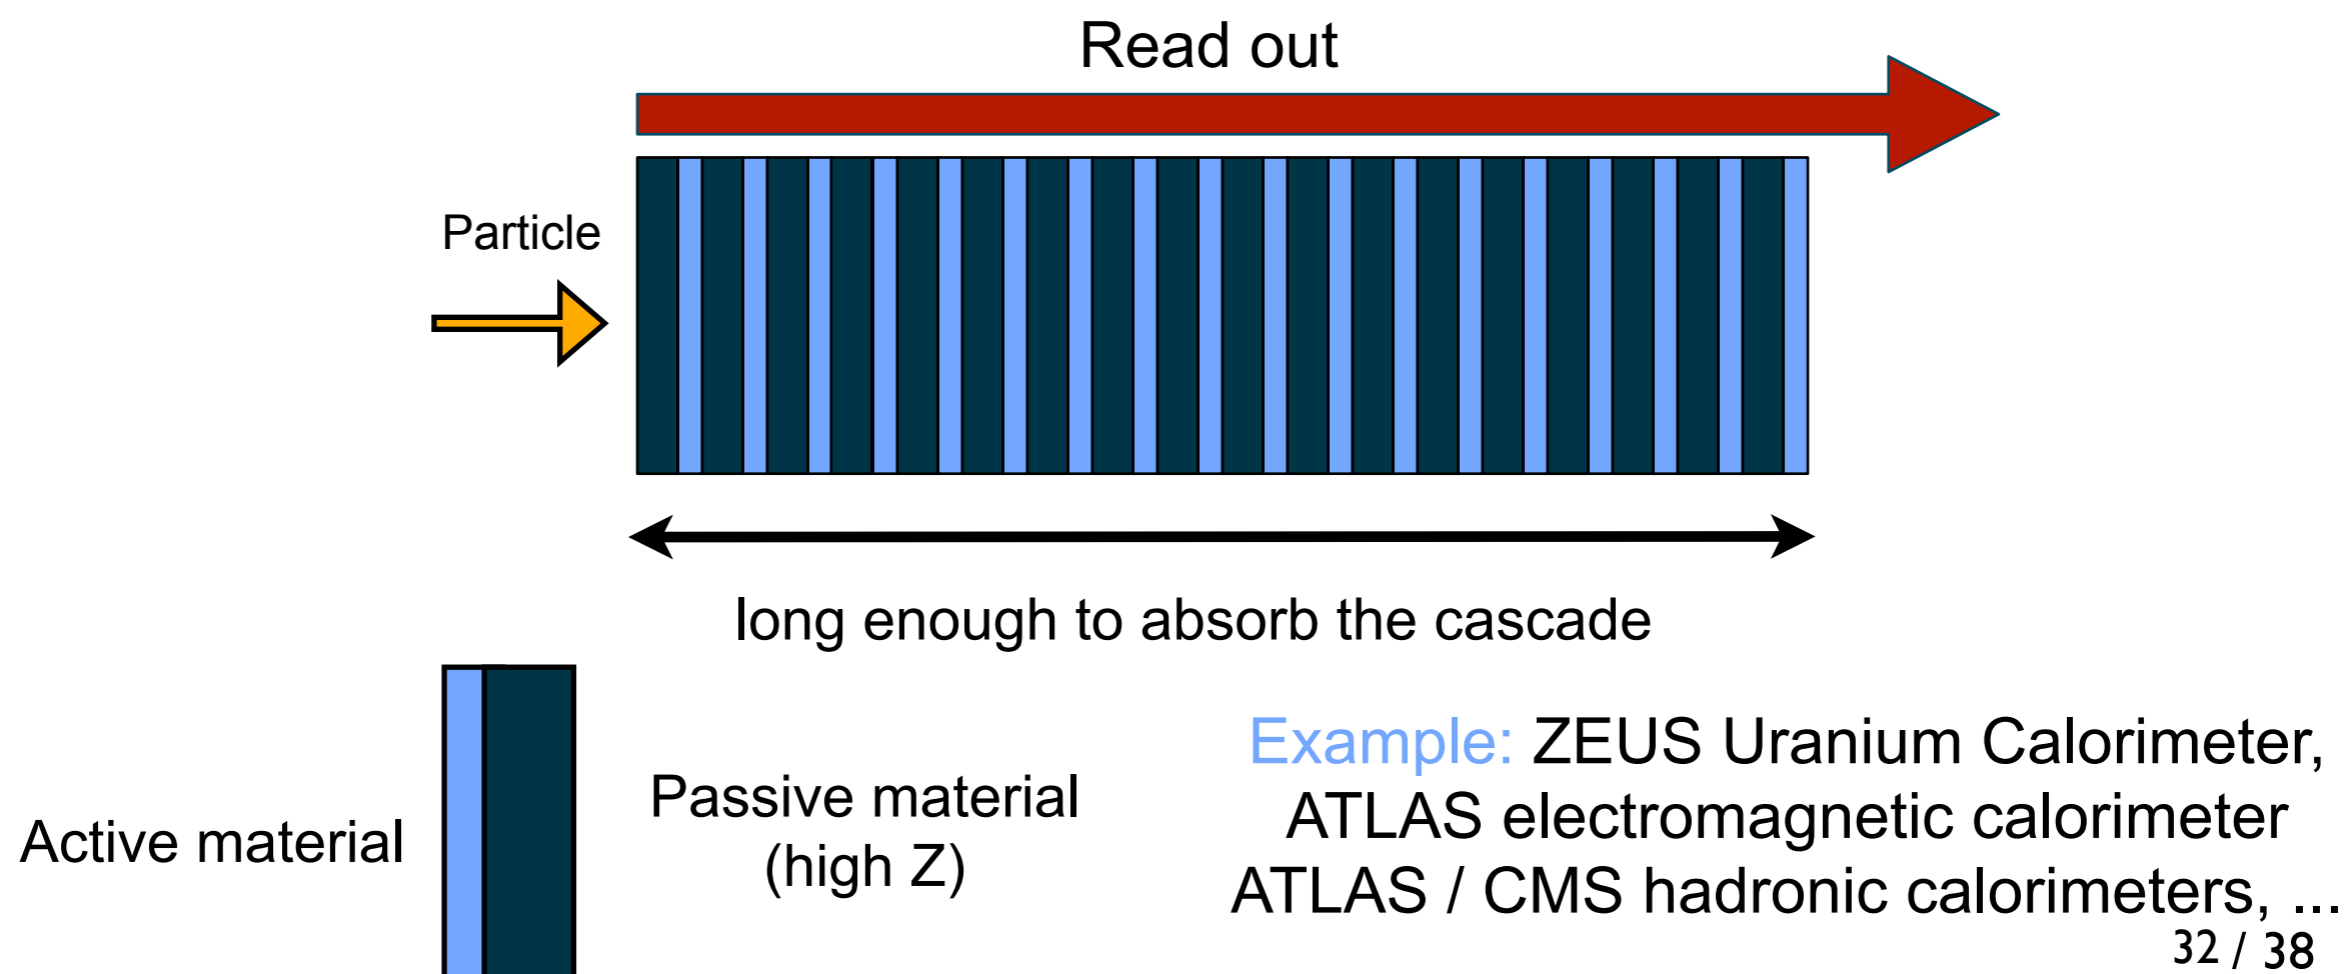 Read out
Particle
long enough to absorb the cascade
Active material
Passive material
(high Z)
Example: ZEUS Uranium Calorimeter,
ATLAS electromagnetic calorimeter
ATLAS / CMS hadronic calorimeters, ...
32 / 38